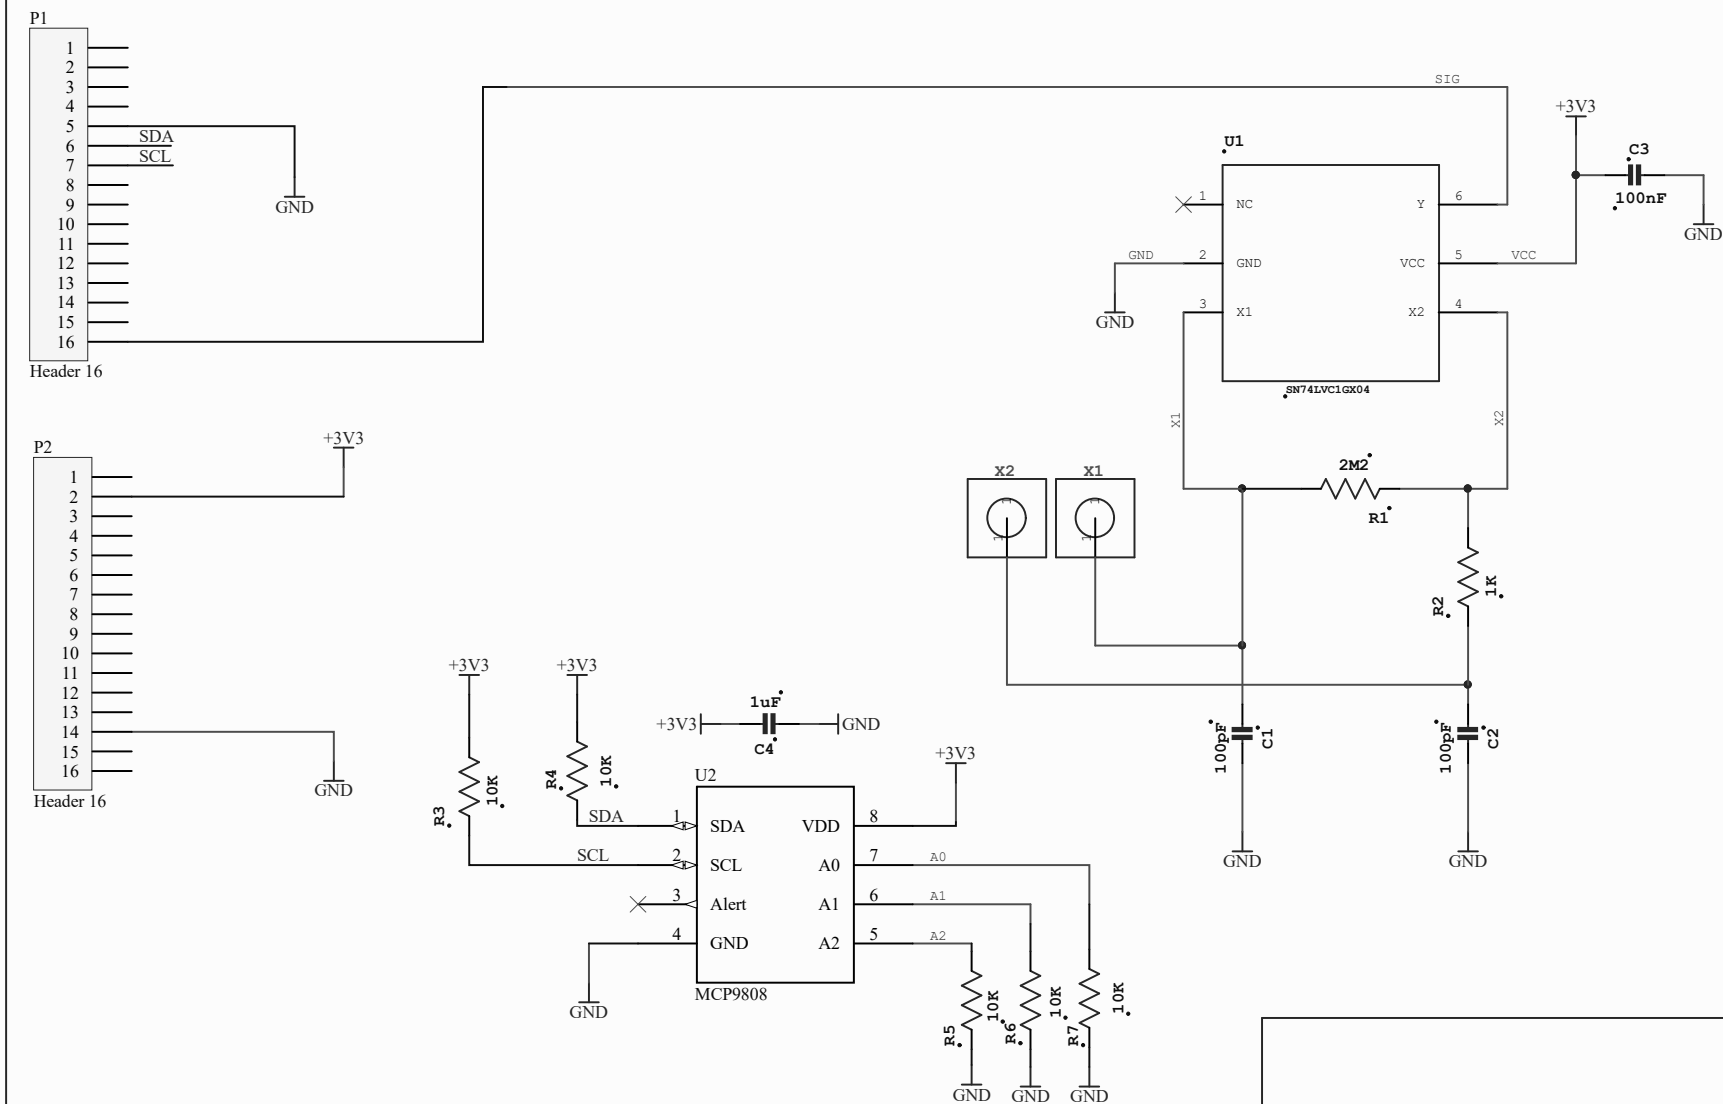 P1
1
2
3
4
5
6
7
8
9
10
11
12
13
14
15
16
SDA
SCL
GND
Header 16
SIG
+3V3
C3
100nF
GND
U1
1
NC
GND
2
GND
3
X1
Y
6
VCC
5
VCC
X2
4
GND
SN74LVC1GX04
X1
X2
2M2
R1
X2
X1
1
1
1
1
R2
1K
100pF
C1
100pF
C2
GND
GND
P2
+3V3
1
2
3
4
5
6
7
8
9
10
11
12
13
14
15
16
GND
Header 16
+3V3
+3V3
1uF
+3V3
GND
C4
R3
10K
R4
10K
U2
+3V3
SDA
1
SDA
VDD
8
SCL
2
SCL
A0
7
A0
3
Alert
A1
6
A1
4
GND
A2
5
A2
MCP9808
GND
R5
10K
R6
10K
R7
10K
GND
GND
GND